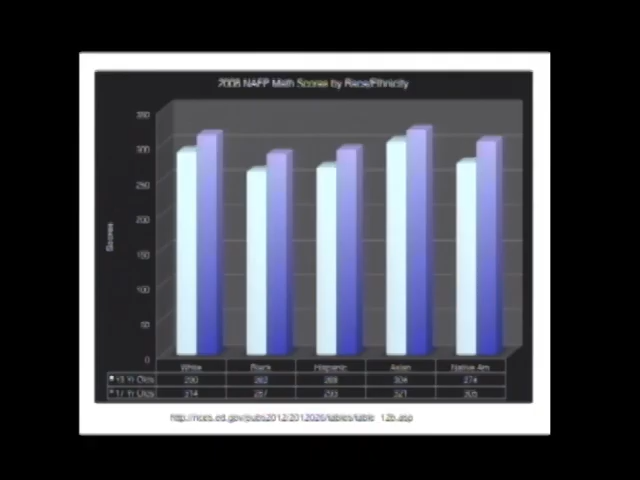 2008 NAEP Math Scores by Race/Ethnicity
350
300
250
200
150
100
50
0
Scores
White Black Hispanic Asian Native Am
13 Yr Olds 290 262 268 304 274
17 Yr Olds 314 287 293 321
http://nces.ed.gov/pubs2012/2012026/tables/table_12b.asp